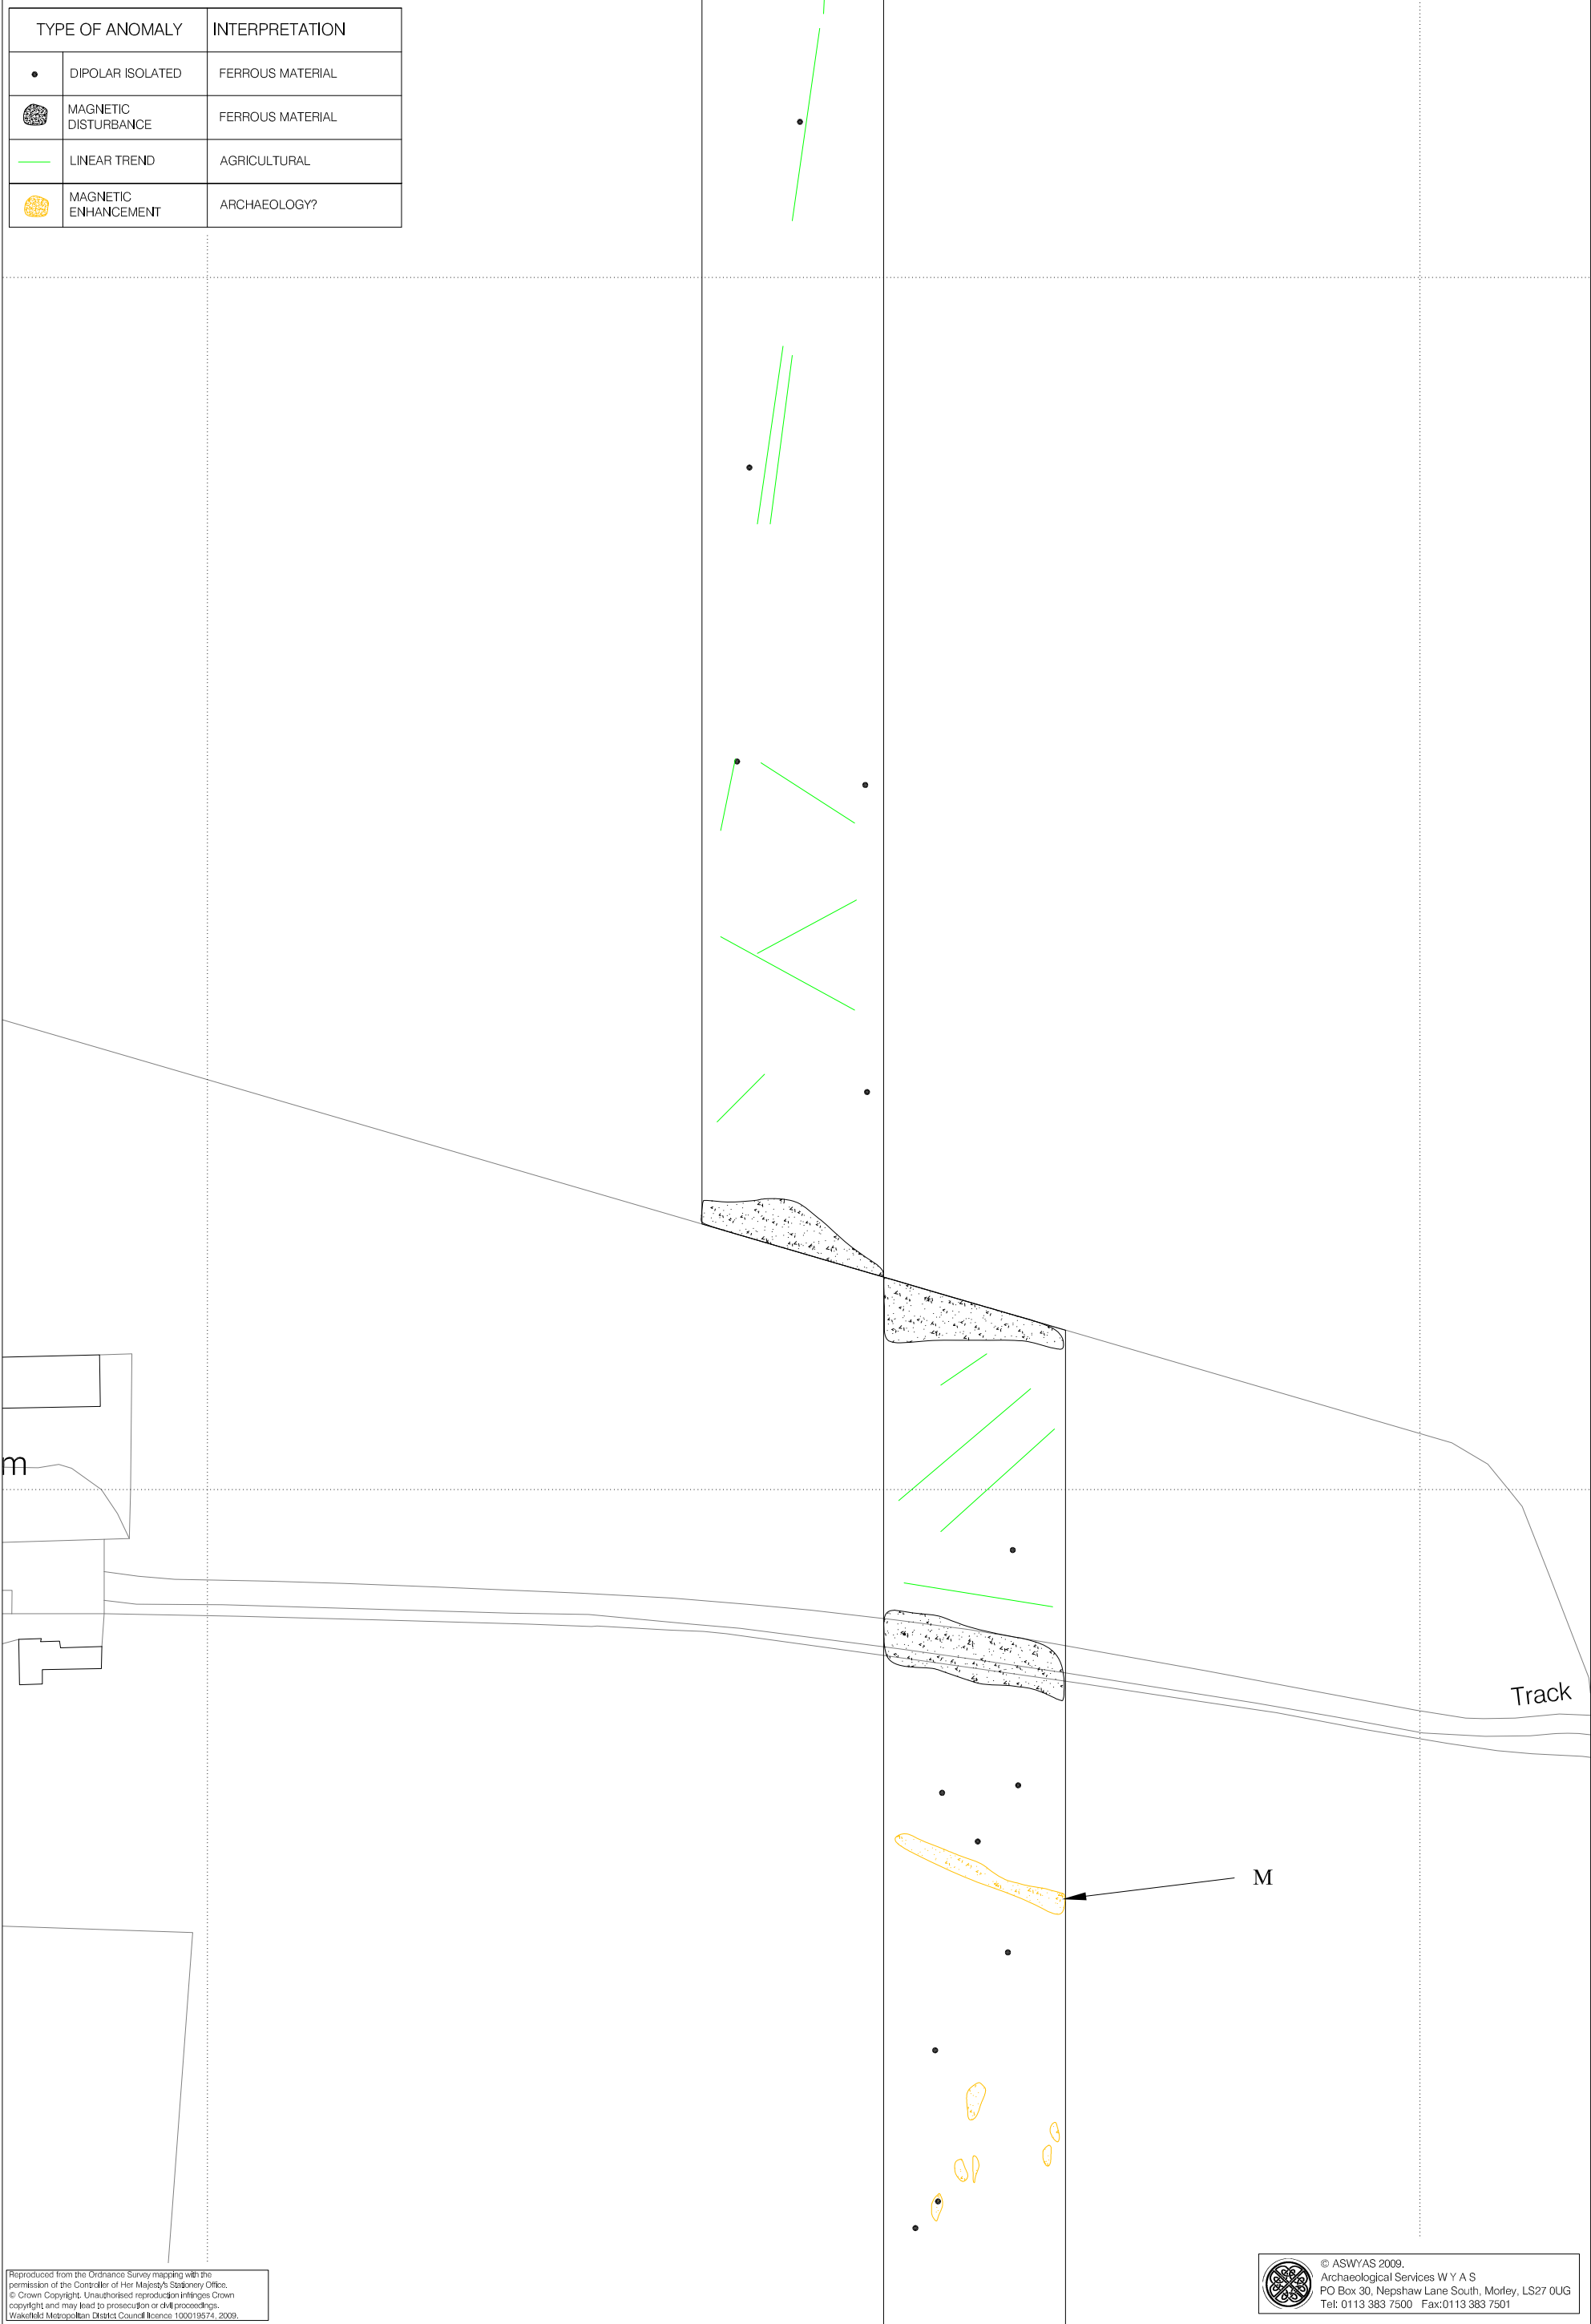 TYPE OF ANOMALY INTERPRETATION
DIPOLAR ISOLATED FERROUS MATERIAL
MAGNETIC
DISTURBANCE
FERROUS MATERIAL
LINEAR TREND AGRICULTURAL
MAGNETIC
ENHANCEMENT
ARCHAEOLOGY?
m
Track
M
Reproduced from the Ordnance Survey mapping with the
permission of the Controller of Her Majesty's Stationery Office.
© Crown Copyright. Unauthorised reproduction infringes Crown
copyright and may lead to prosecution or civil proceedings.
Wakefield Metropolitan District Council licence 100019574, 2009.
© ASWYAS 2009.
Archaeological Services W Y A S
PO Box 30, Nepshaw Lane South, Morley, LS27 0UG
Tel: 0113 383 7500 Fax:0113 383 7501